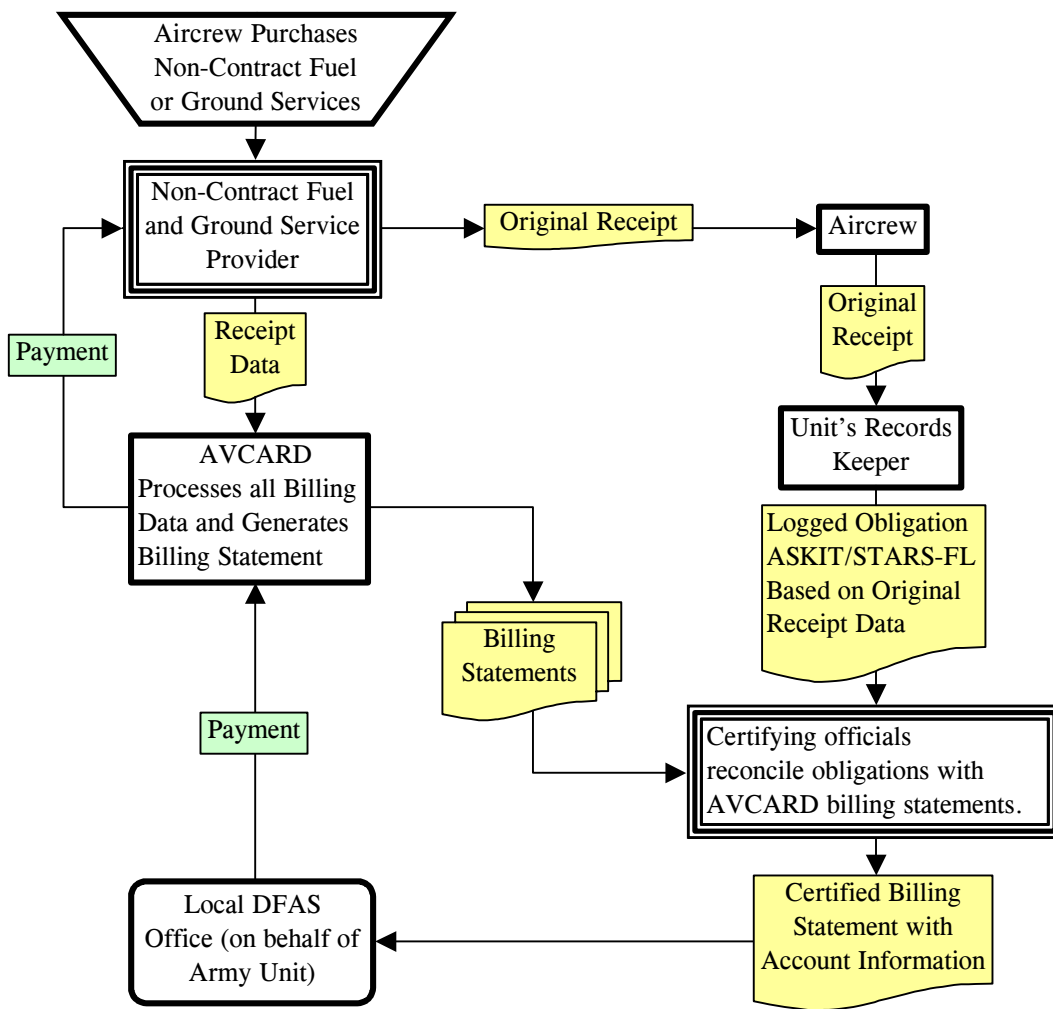 Aircrew Purchases
Non-Contract Fuel
or Ground Services
Non-Contract Fuel
and Ground Service
Provider
Original Receipt
Aircrew
Original
Receipt
Receipt
Data
Payment
Unit's Records
Keeper
AVCARD
Processes all Billing
Data and Generates
Billing Statement
Logged Obligation
ASKIT/STARS-FL
Based on Original
Receipt Data
Billing
Statements
Payment
Certifying officials
reconcile obligations with
AVCARD billing statements.
Local DFAS
Office (on behalf of
Army Unit)
Certified Billing
Statement with
Account Information